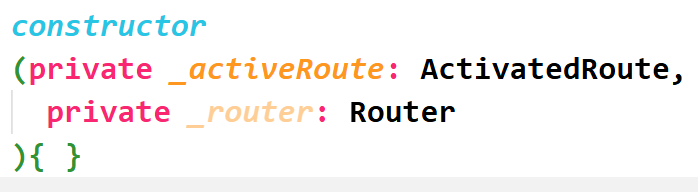 constructor
(private _activeRoute: ActivatedRoute,
private _router: Router
){ }